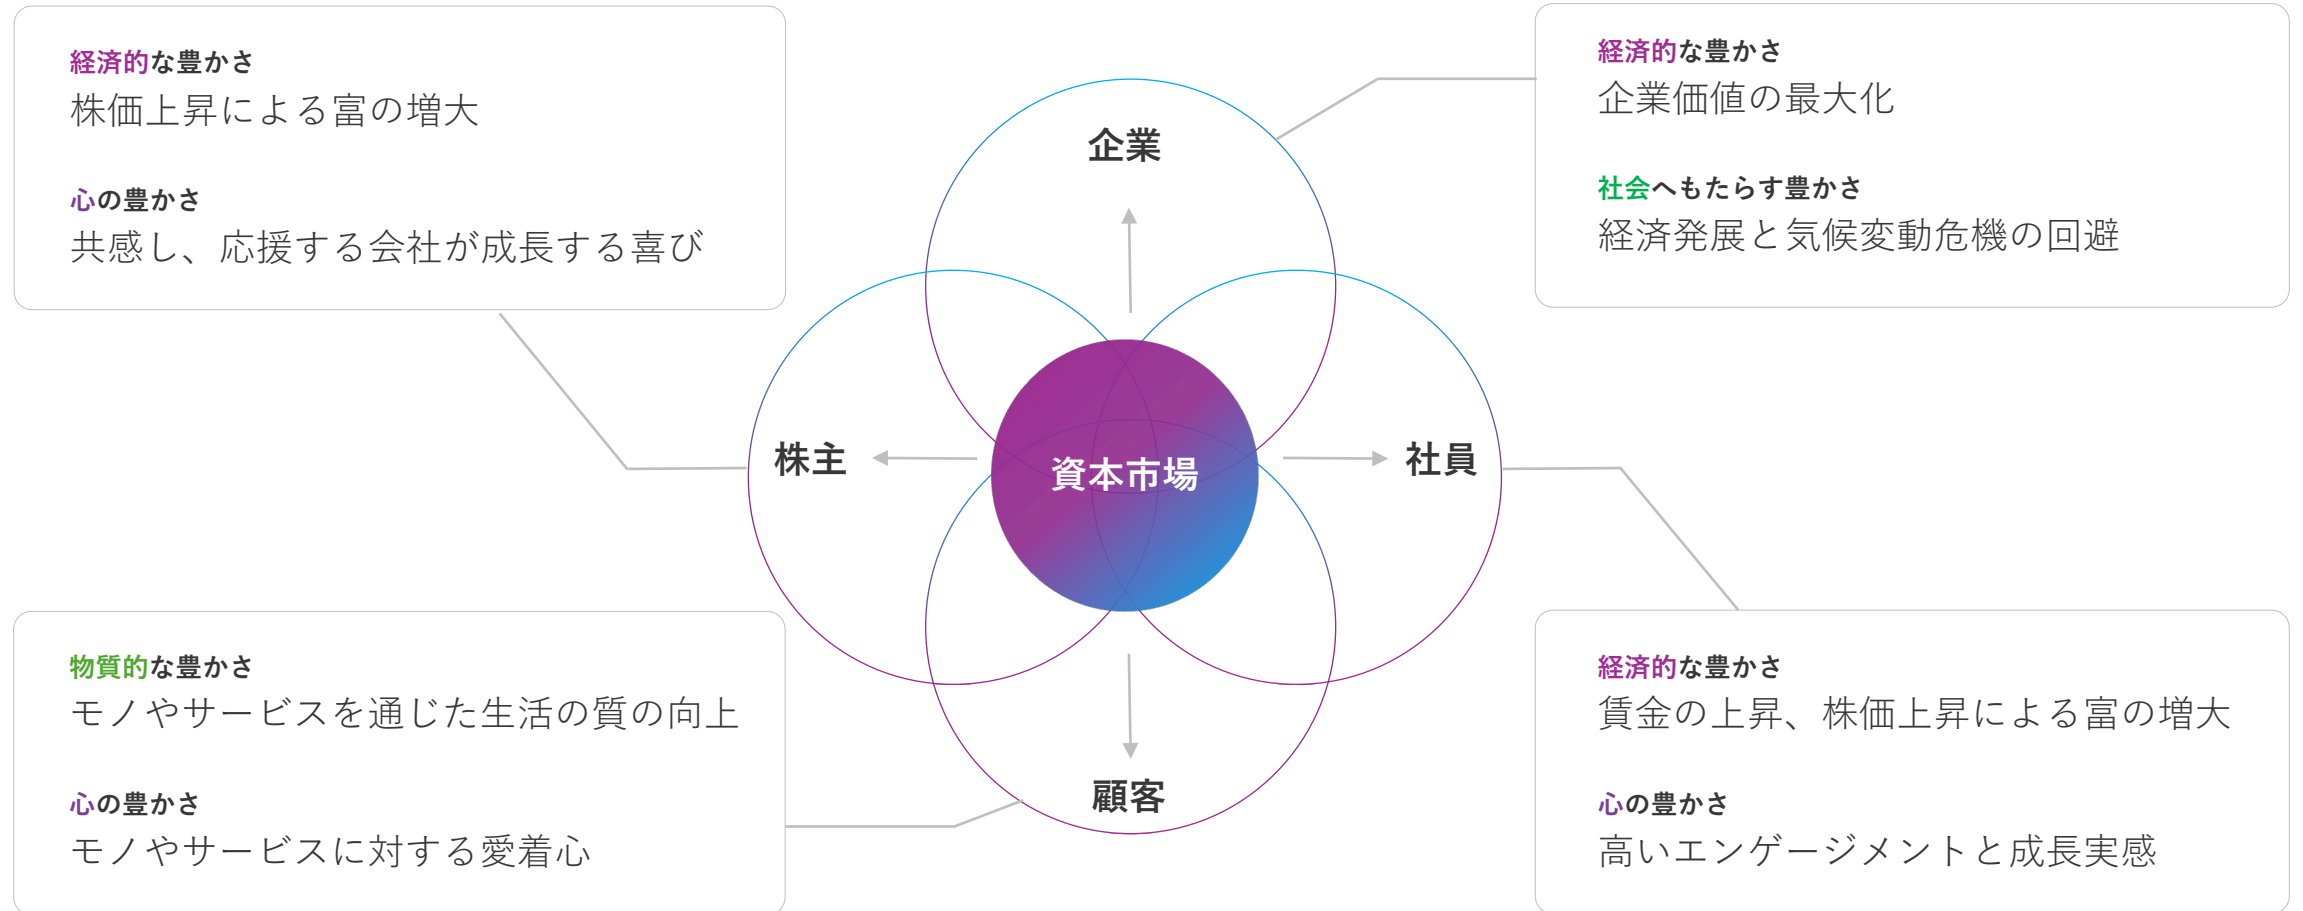 経済的な豊かさ
株価上昇による富の増大
心の豊かさ
共感し、応援する会社が成長する喜び
経済的な豊かさ
企業価値の最大化
社会へもたらす豊かさ
経済発展と気候変動危機の回避
企業
株主
資本市場
社員
顧客
物質的な豊かさ
モノやサービスを通じた生活の質の向上
心の豊かさ
モノやサービスに対する愛着心
経済的な豊かさ
賃金の上昇、株価上昇による富の増大
心の豊かさ
高いエンゲージメントと成長実感